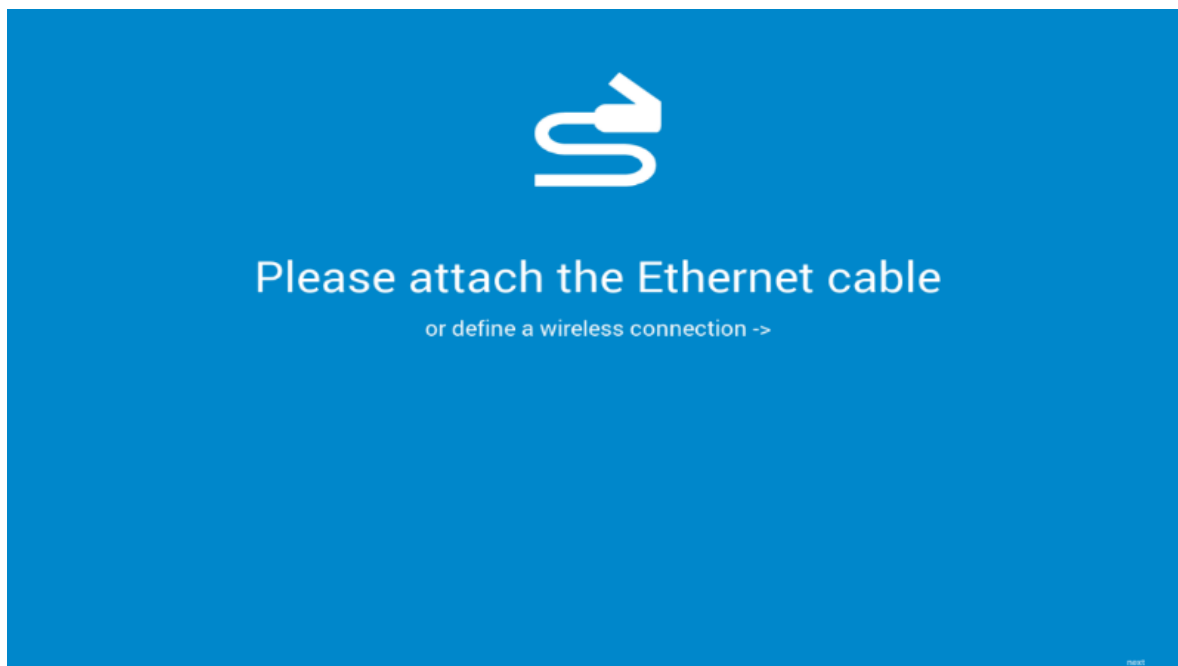 Please attach the Ethernet cable
or define a wireless connection ->
next